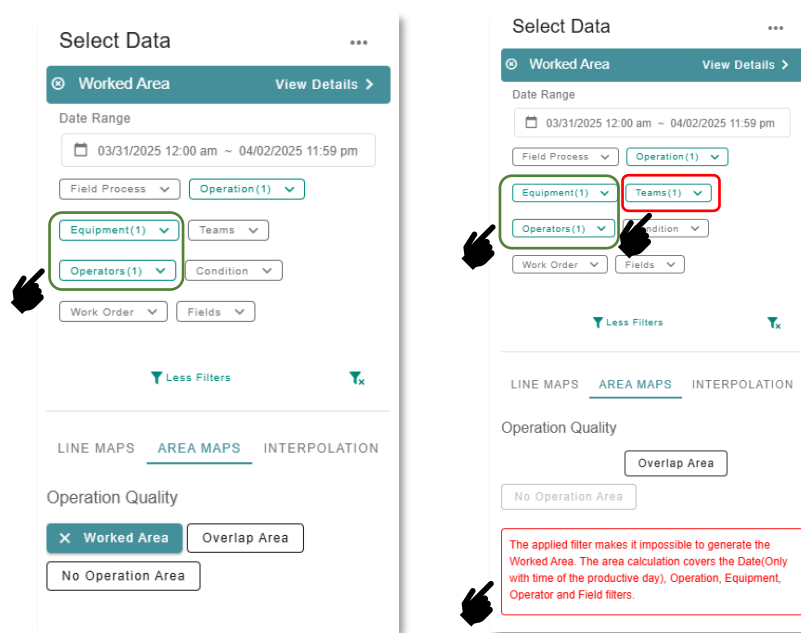 Select Data
Worked Area View Details >
Date Range
03/31/2025 12:00 am ~ 04/02/2025 11:59 pm
Field Process Operation(1)
Equipment(1) Teams
Operators(1) Condition
Work Order Fields
Less Filters
LINE MAPS AREA MAPS INTERPOLATION
Operation Quality
X Worked Area Overlap Area
No Operation Area
Select Data
Worked Area View Details >
Date Range
03/31/2025 12:00 am ~ 04/02/2025 11:59 pm
Field Process Operation(1)
Equipment(1) Teams(1)
Operators(1) ndition
Work Order Fields
Less Filters
LINE MAPS AREA MAPS INTERPOLATION
Operation Quality
Overlap Area
No Operation Area
The applied filter makes it impossible to generate the
Worked Area. The area calculation covers the Date(Only
with time of the productive day), Operation, Equipment,
Operator and Field filters.